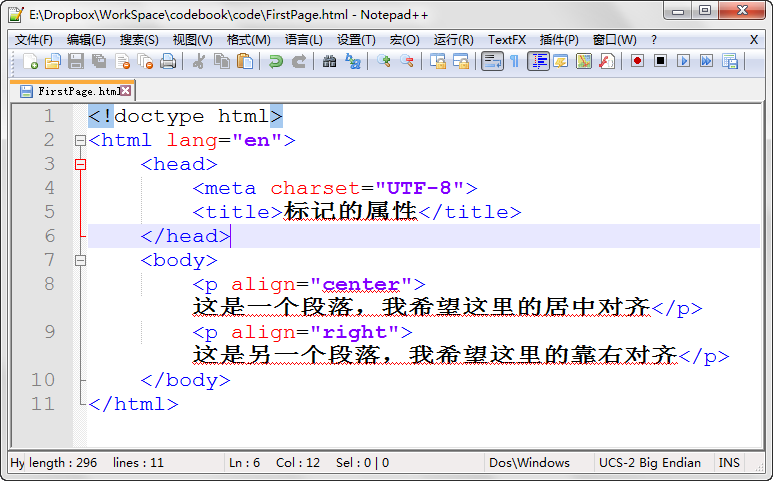 E:\Dropbox\WorkSpace\codebook\code\FirstPage.html - Notepad++
文件(F) 编辑(E) 搜索(S) 视图(V) 格式(M) 语言(L) 设置(T) 宏(O) 运行(R) TextFX 插件(P) 窗口(W) ? X
FirstPage.html
1 <!doctype html>
2 <html lang="en">
3 <head>
4 <meta charset="UTF-8">
5 <title>标记的属性</title>
6 </head>
7 <body>
8 <p align="center">
这是一个段落，我希望这里的居中对齐</p>
9 <p align="right">
这是另一个段落，我希望这里的靠右对齐</p>
10 </body>
11 </html>
Hy length : 296 lines : 11 Ln : 6 Col : 12 Sel : 0 | 0 Dos\Windows UCS-2 Big Endian INS